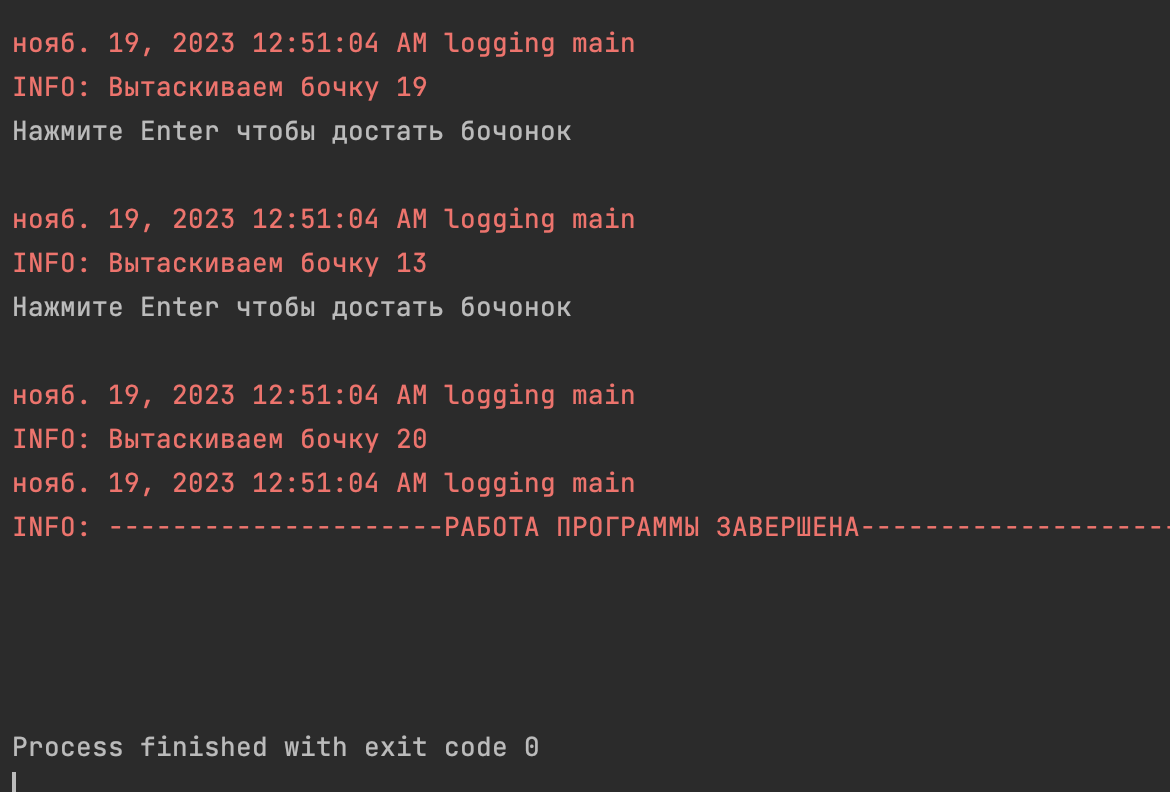 нояб. 19, 2023 12:51:04 AM logging main
INFO: Вытаскиваем бочку 19
Нажмите Enter чтобы достать бочонок
нояб. 19, 2023 12:51:04 AM logging main
INFO: Вытаскиваем бочку 13
Нажмите Enter чтобы достать бочонок
нояб. 19, 2023 12:51:04 AM logging main
INFO: Вытаскиваем бочку 20
нояб. 19, 2023 12:51:04 AM logging main
INFO: ---------------------РАБОТА ПРОГРАММЫ ЗАВЕРШЕНА--------------------
Process finished with exit code 0